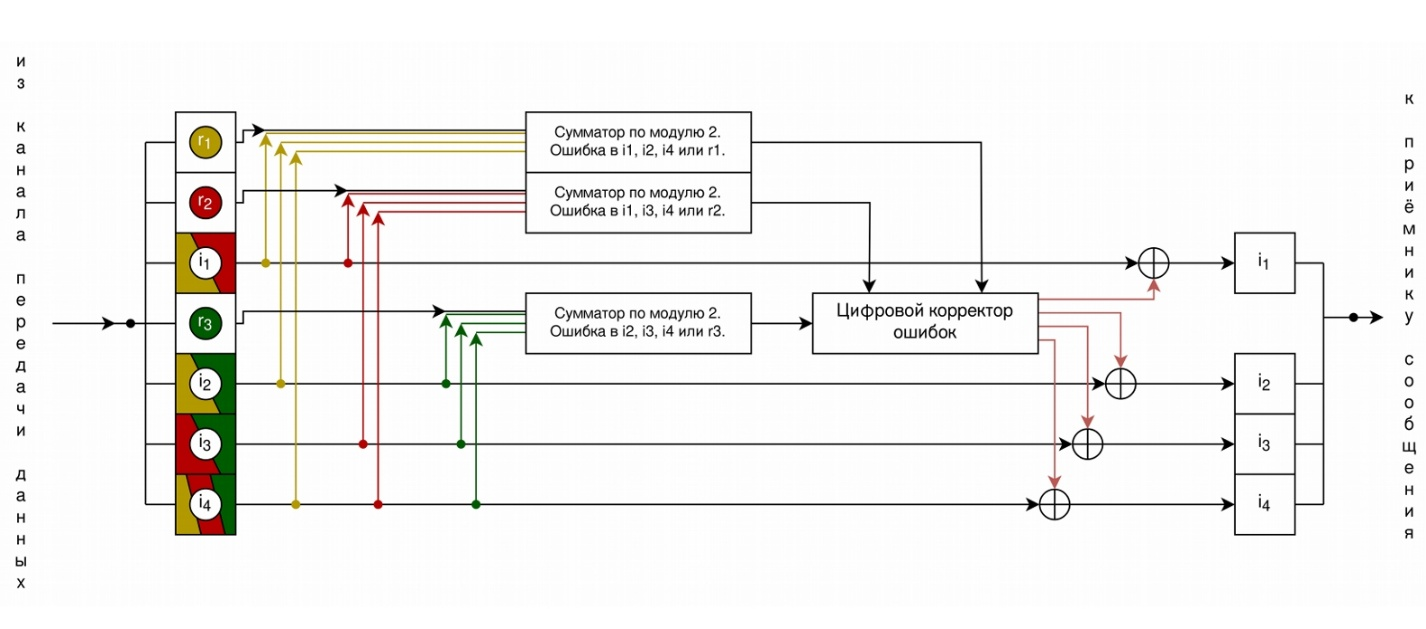 из канала передачи данных
r1
Сумматор по модулю 2.
Ошибка в i1, i2, i4 или r1.
r2
Сумматор по модулю 2.
Ошибка в i1, i3, i4 или r2.
i1
i1
r3
Сумматор по модулю 2.
Ошибка в i2, i3, i4 или r3.
Цифровой корректор
ошибок
i2
i2
i3
i3
i4
i4
к приёмнику сообщения